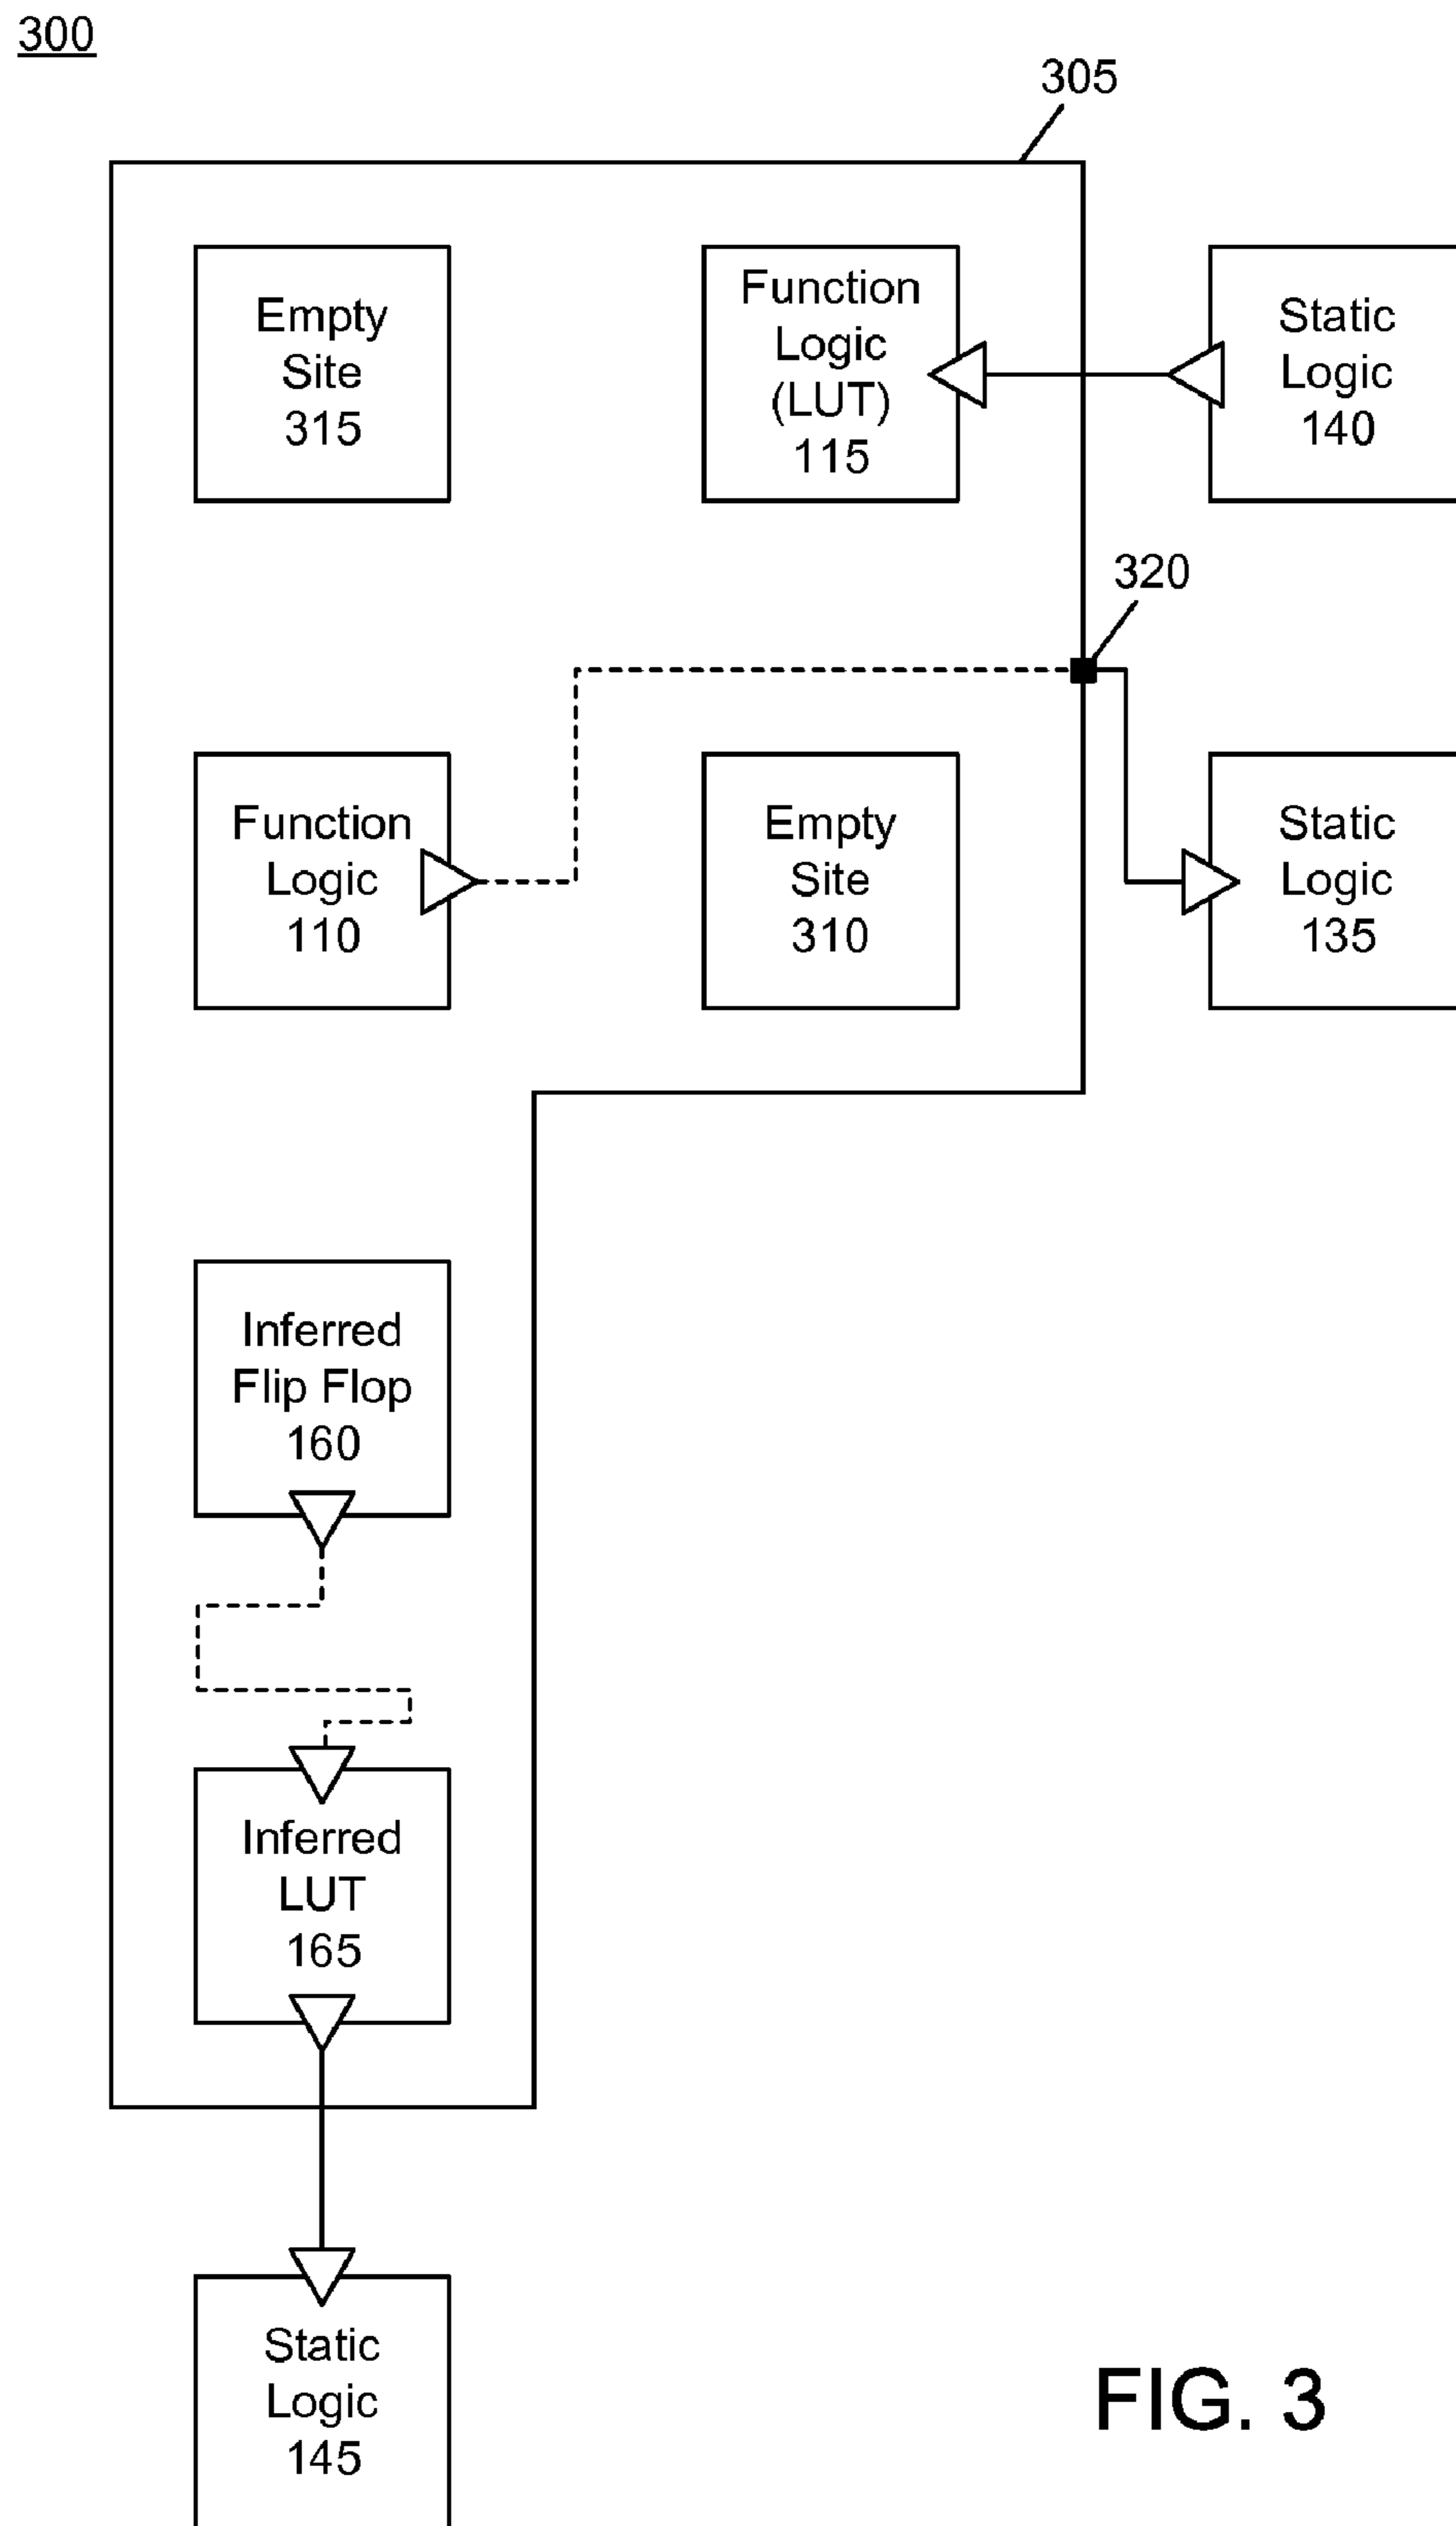 300
305
Empty
Site
315
Function
Logic
(LUT)
115
Static
Logic
140
320
Function
Logic
110
Empty
Site
310
Static
Logic
135
Inferred
Flip Flop
160
Inferred
LUT
165
Static
Logic
145
FIG. 3